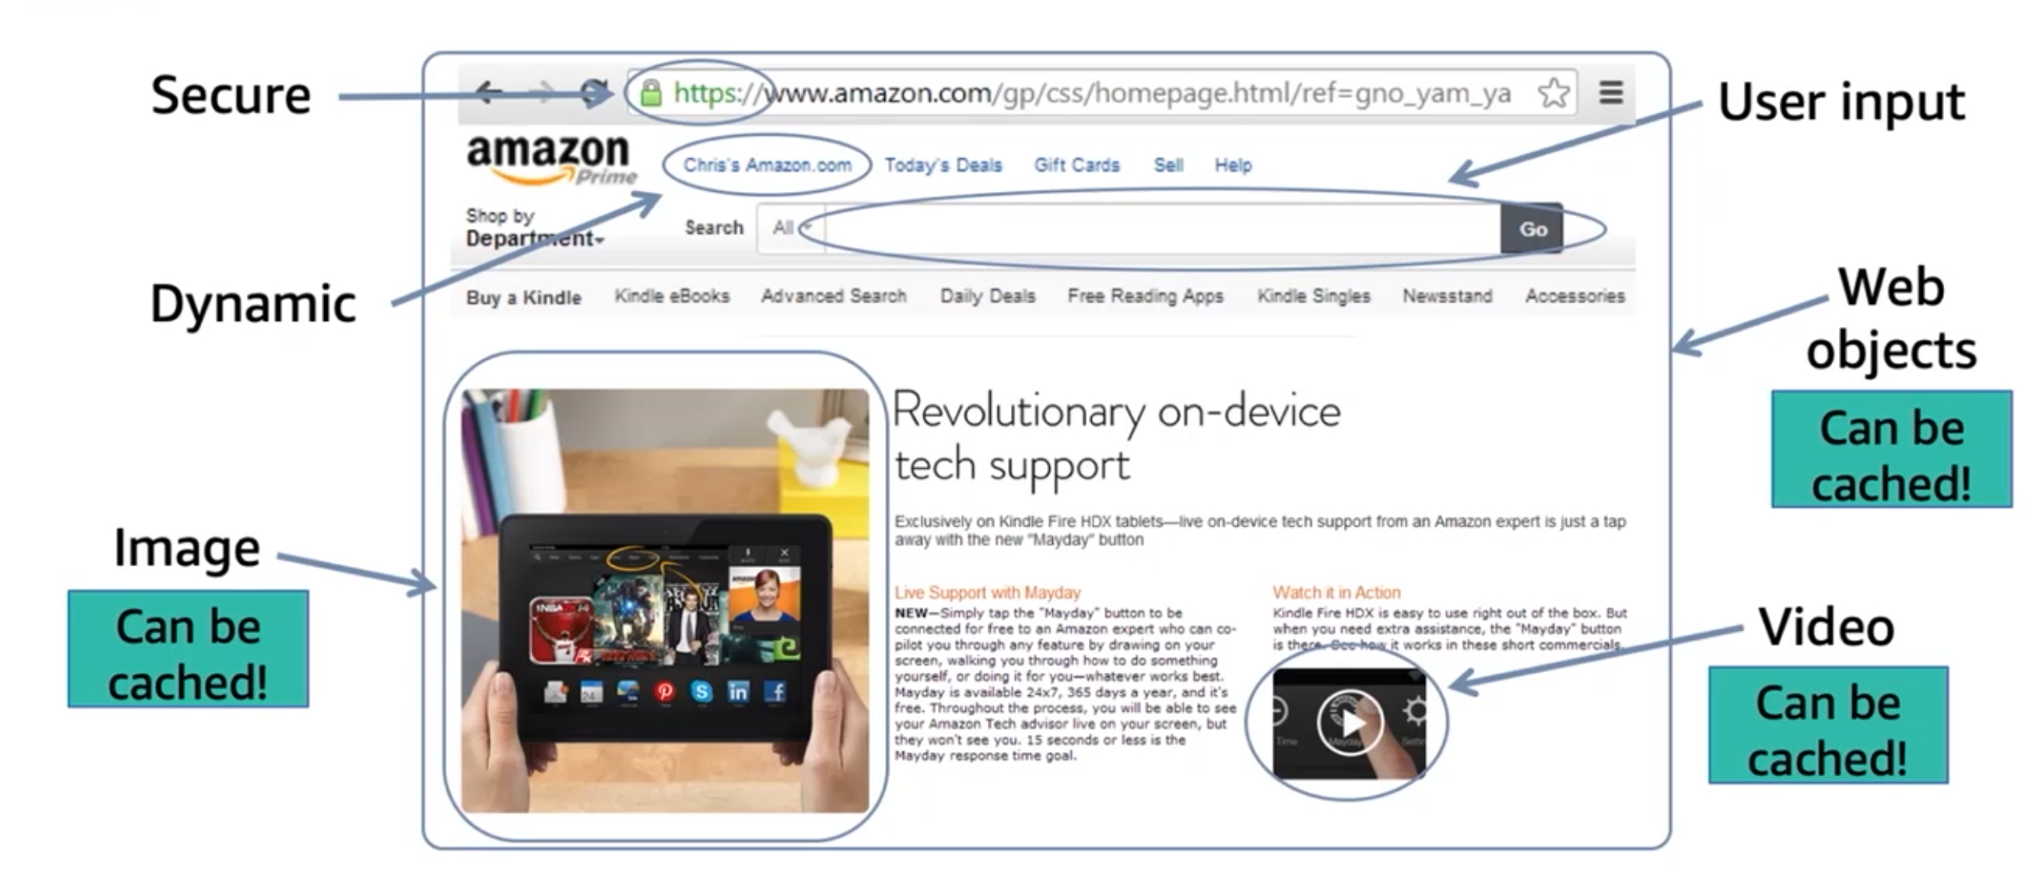 Secure
https://www.amazon.com/gp/css/homepage.html/ref=gno_yam_ya
User input
amazon
Prime
Chris's Amazon.com Today's Deals Gift Cards Sell Help
Shop by
Department
Search All Go
Dynamic
Buy a Kindle Kindle eBooks Advanced Search Daily Deals Free Reading Apps Kindle Singles Newsstand Accessories
Web
objects
Can be
cached!
Revolutionary on-device
tech support
Exclusively on Kindle Fire HDX tablets—live on-device tech support from an Amazon expert is just a tap
away with the new "Mayday" button
Image
Can be
cached!
Live Support with Mayday
NEW—Simply tap the "Mayday" button to be
connected for free to an Amazon expert who can co-
pilot you through any feature by drawing on your
screen, walking you through how to do something
yourself, or doing it for you—whatever works best.
Mayday is available 24x7, 365 days a year, and it's
free. Throughout the process, you will be able to see
your Amazon Tech advisor live on your screen, but
they won't see you. 15 seconds or less is the
Mayday response time goal.
Watch it in Action
Kindle Fire HDX is easy to use right out of the box. But
when you need extra assistance, the "Mayday" button
is there. See how it works in these short commercials.
Time Mayday
Video
Can be
cached!